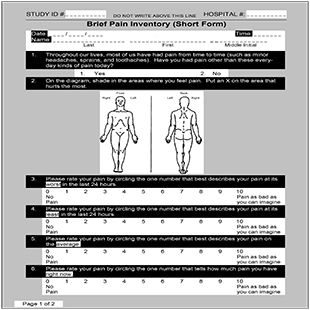 STUDY ID #: HOSPITAL #:
DO NOT WRITE ABOVE THIS LINE
Brief Pain Inventory (Short Form)
Date: / / Time:
Name:
Last First Middle Initial
1. Throughout our lives, most of us have had pain from time to time (such as minor
headaches, sprains, and toothaches). Have you had pain other than these every-
day kinds of pain today?
1. Yes 2. No
2. On the diagram, shade in the areas where you feel pain. Put an X on the area that
hurts the most.
Front Back
Right Left Left Right
3. Please rate your pain by circling the one number that best describes your pain at its
worst in the last 24 hours.
0 1 2 3 4 5 6 7 8 9 10
No Pain as bad as
Pain you can imagine
4. Please rate your pain by circling the one number that best describes your pain at its
least in the last 24 hours.
0 1 2 3 4 5 6 7 8 9 10
No Pain as bad as
Pain you can imagine
5. Please rate your pain by circling the one number that best describes your pain on
the average.
0 1 2 3 4 5 6 7 8 9 10
No Pain as bad as
Pain you can imagine
6. Please rate your pain by circling the one number that tells how much pain you have
right now.
0 1 2 3 4 5 6 7 8 9 10
No Pain as bad as
Pain you can imagine
Page 1 of 2